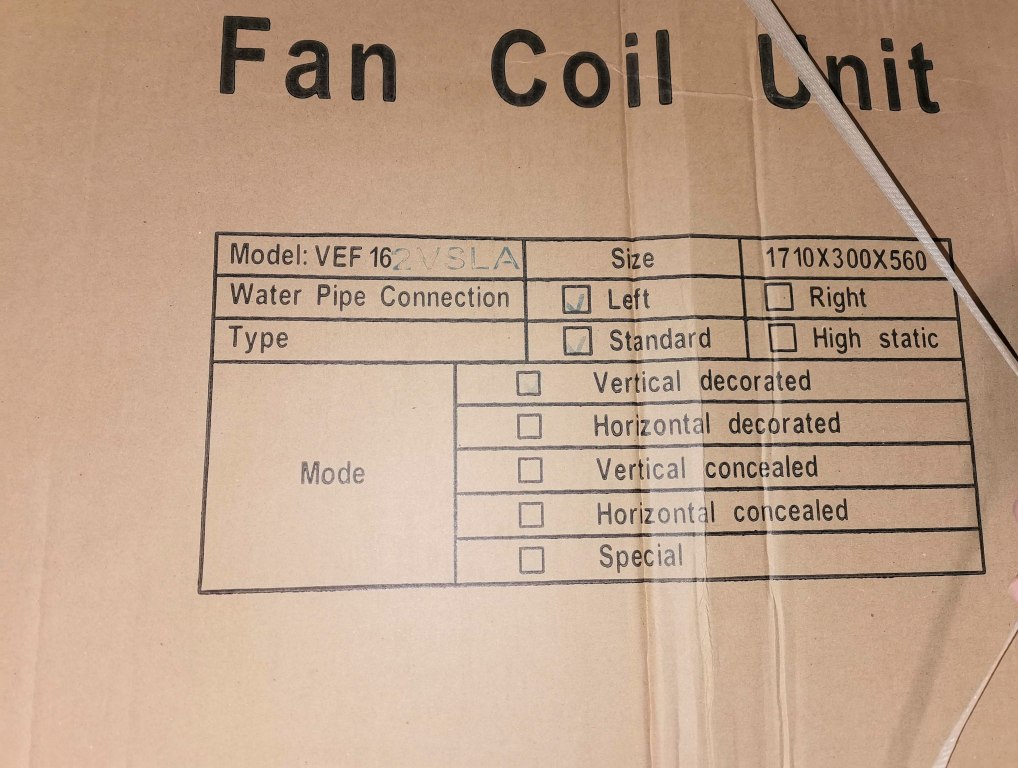 Fan Coil Unit
Model: VEF 162VSLA Size 1710X300X560
Water Pipe Connection Left Right
Type Standard High static
Mode
Vertical decorated
Horizontal decorated
Vertical concealed
Horizontal concealed
Special